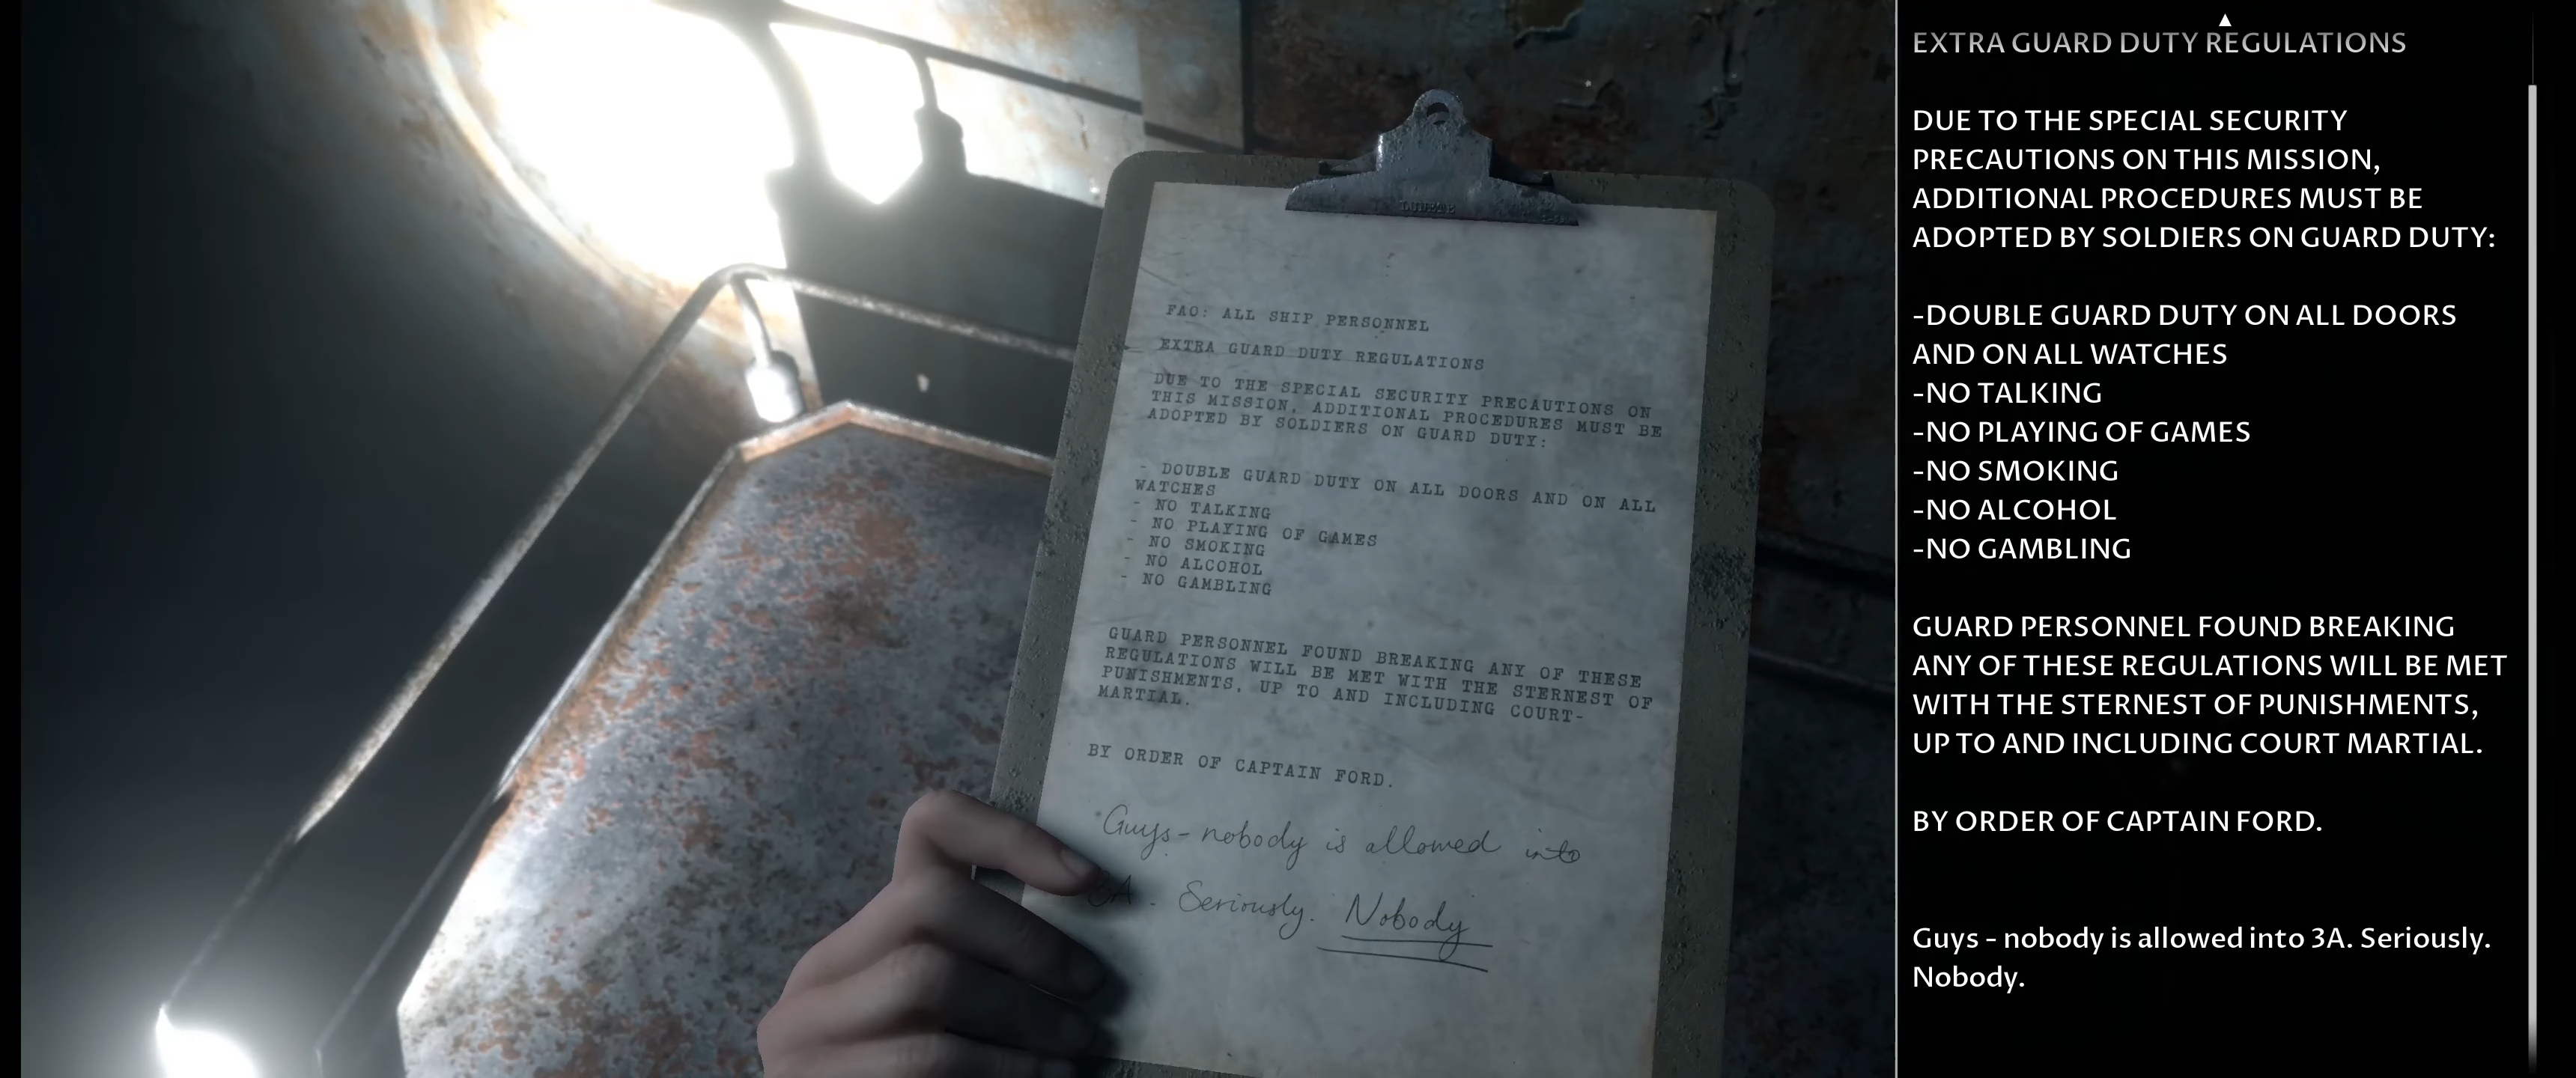 FAO: ALL SHIP PERSONNEL
EXTRA GUARD DUTY REGULATIONS
DUE TO THE SPECIAL SECURITY PRECAUTIONS ON
THIS MISSION, ADDITIONAL PROCEDURES MUST BE
ADOPTED BY SOLDIERS ON GUARD DUTY:
- DOUBLE GUARD DUTY ON ALL DOORS AND ON ALL
WATCHES
- NO TALKING
- NO PLAYING OF GAMES
- NO SMOKING
- NO ALCOHOL
- NO GAMBLING
GUARD PERSONNEL FOUND BREAKING ANY OF THESE
REGULATIONS WILL BE MET WITH THE STERNEST OF
PUNISHMENTS, UP TO AND INCLUDING COURT-
MARTIAL.
BY ORDER OF CAPTAIN FORD.
Guys - nobody is allowed into
3A. Seriously. Nobody
EXTRA GUARD DUTY REGULATIONS
DUE TO THE SPECIAL SECURITY
PRECAUTIONS ON THIS MISSION,
ADDITIONAL PROCEDURES MUST BE
ADOPTED BY SOLDIERS ON GUARD DUTY:
-DOUBLE GUARD DUTY ON ALL DOORS
AND ON ALL WATCHES
-NO TALKING
-NO PLAYING OF GAMES
-NO SMOKING
-NO ALCOHOL
-NO GAMBLING
GUARD PERSONNEL FOUND BREAKING
ANY OF THESE REGULATIONS WILL BE MET
WITH THE STERNEST OF PUNISHMENTS,
UP TO AND INCLUDING COURT MARTIAL.
BY ORDER OF CAPTAIN FORD.
Guys - nobody is allowed into 3A. Seriously.
Nobody.